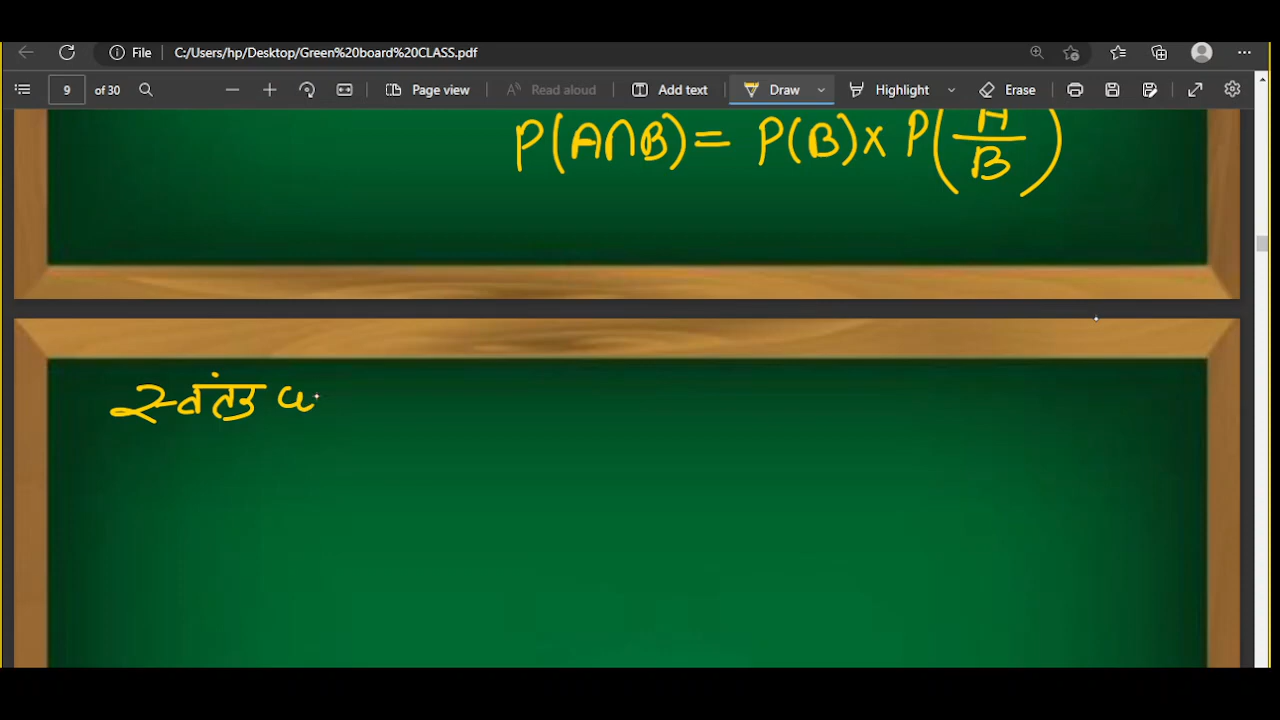 File C:/Users/hp/Desktop/Green%20board%20CLASS.pdf
9 of 30 Page view Read aloud Add text Draw Highlight Erase
P(A∩B) = P(B) x P(A/B)
स्वतंत्र